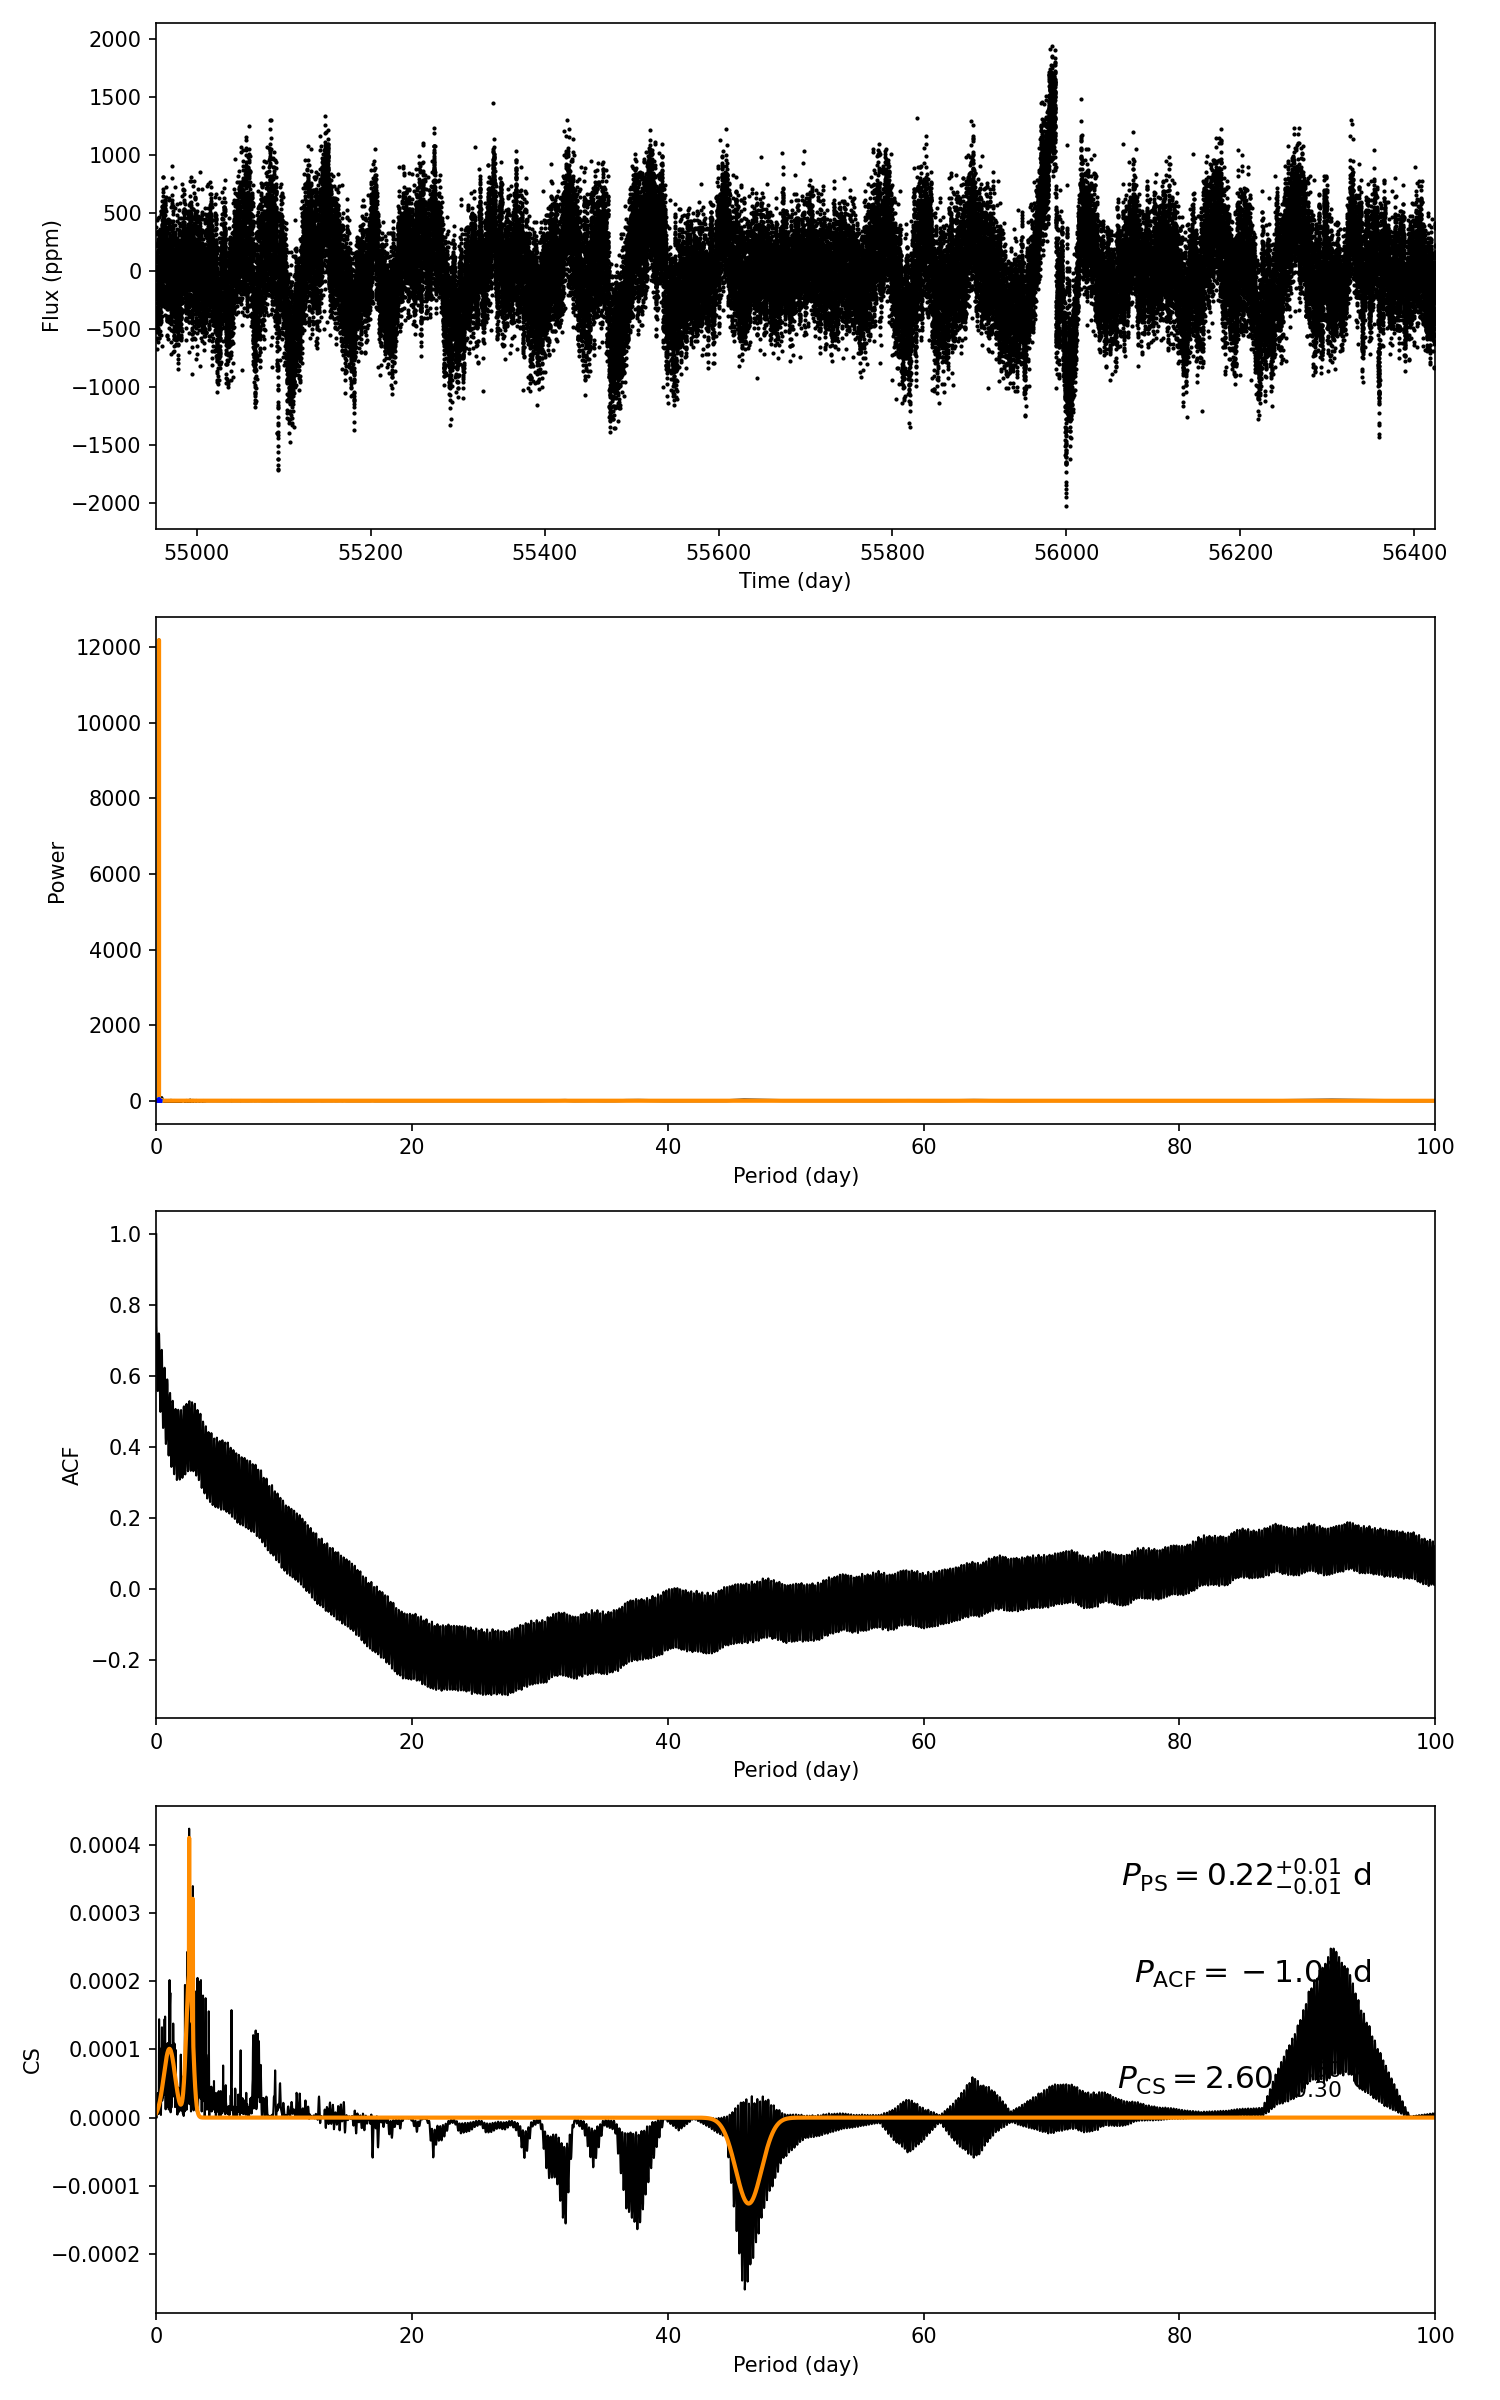 2000
1500
1000
500
0
−500
−1000
−1500
−2000
Flux (ppm)
55000 55200 55400 55600 55800 56000 56200 56400
Time (day)
12000
10000
8000
6000
4000
2000
0
Power
0 20 40 60 80 100
Period (day)
1.0
0.8
0.6
0.4
0.2
0.0
−0.2
ACF
0 20 40 60 80 100
Period (day)
0.0004
0.0003
0.0002
0.0001
0.0000
−0.0001
−0.0002
CS
P_PS = 0.22 +0.01 −0.01 d
P_ACF = −1.0 d
P_CS = 2.60 0.30
0 20 40 60 80 100
Period (day)